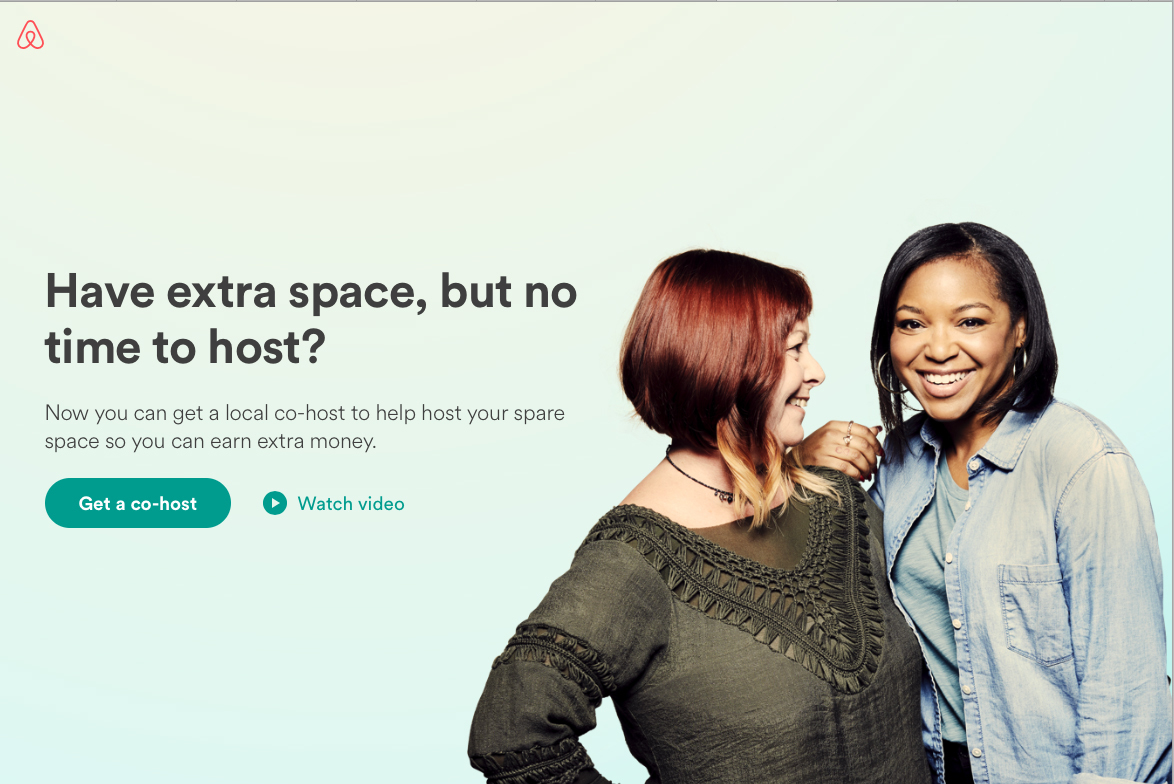 Have extra space, but no
time to host?
Now you can get a local co-host to help host your spare
space so you can earn extra money.
Get a co-host
Watch video